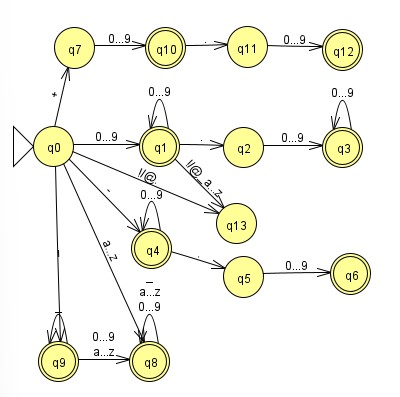 q7 0...9 q10 . q11 0...9 q12
+
0...9 0...9
q0 0...9 q1 . q2 0...9 q3
!!@. !!@,_a...z
- 0...9 q13
q4 . q5 0...9 q6
a...z
_
a...z
_ 0...9
0...9
q9 a...z q8